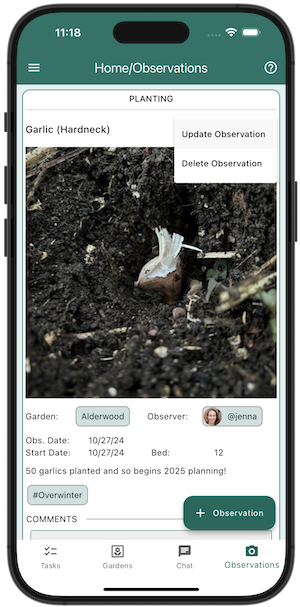 11:18
Home/Observations
PLANTING
Garlic (Hardneck)
Update Observation
Delete Observation
Garden: Alderwood Observer: @jenna
Obs. Date: 10/27/24
Start Date: 10/27/24 Bed: 12
50 garlics planted and so begins 2025 planning!
#Overwinter
+ Observation
COMMENTS
Tasks Gardens Chat Observations